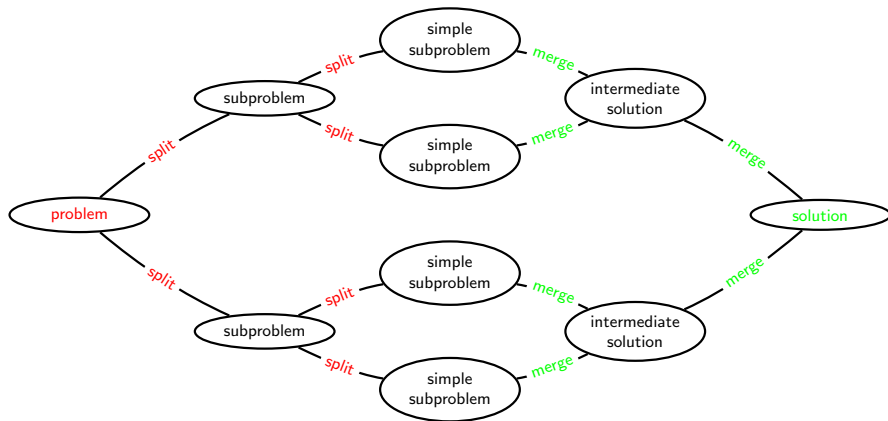 simple
subproblem
split
merge
subproblem
intermediate
solution
split
merge
simple
subproblem
split
merge
problem
solution
split
merge
simple
subproblem
split
merge
subproblem
intermediate
solution
split
merge
simple
subproblem